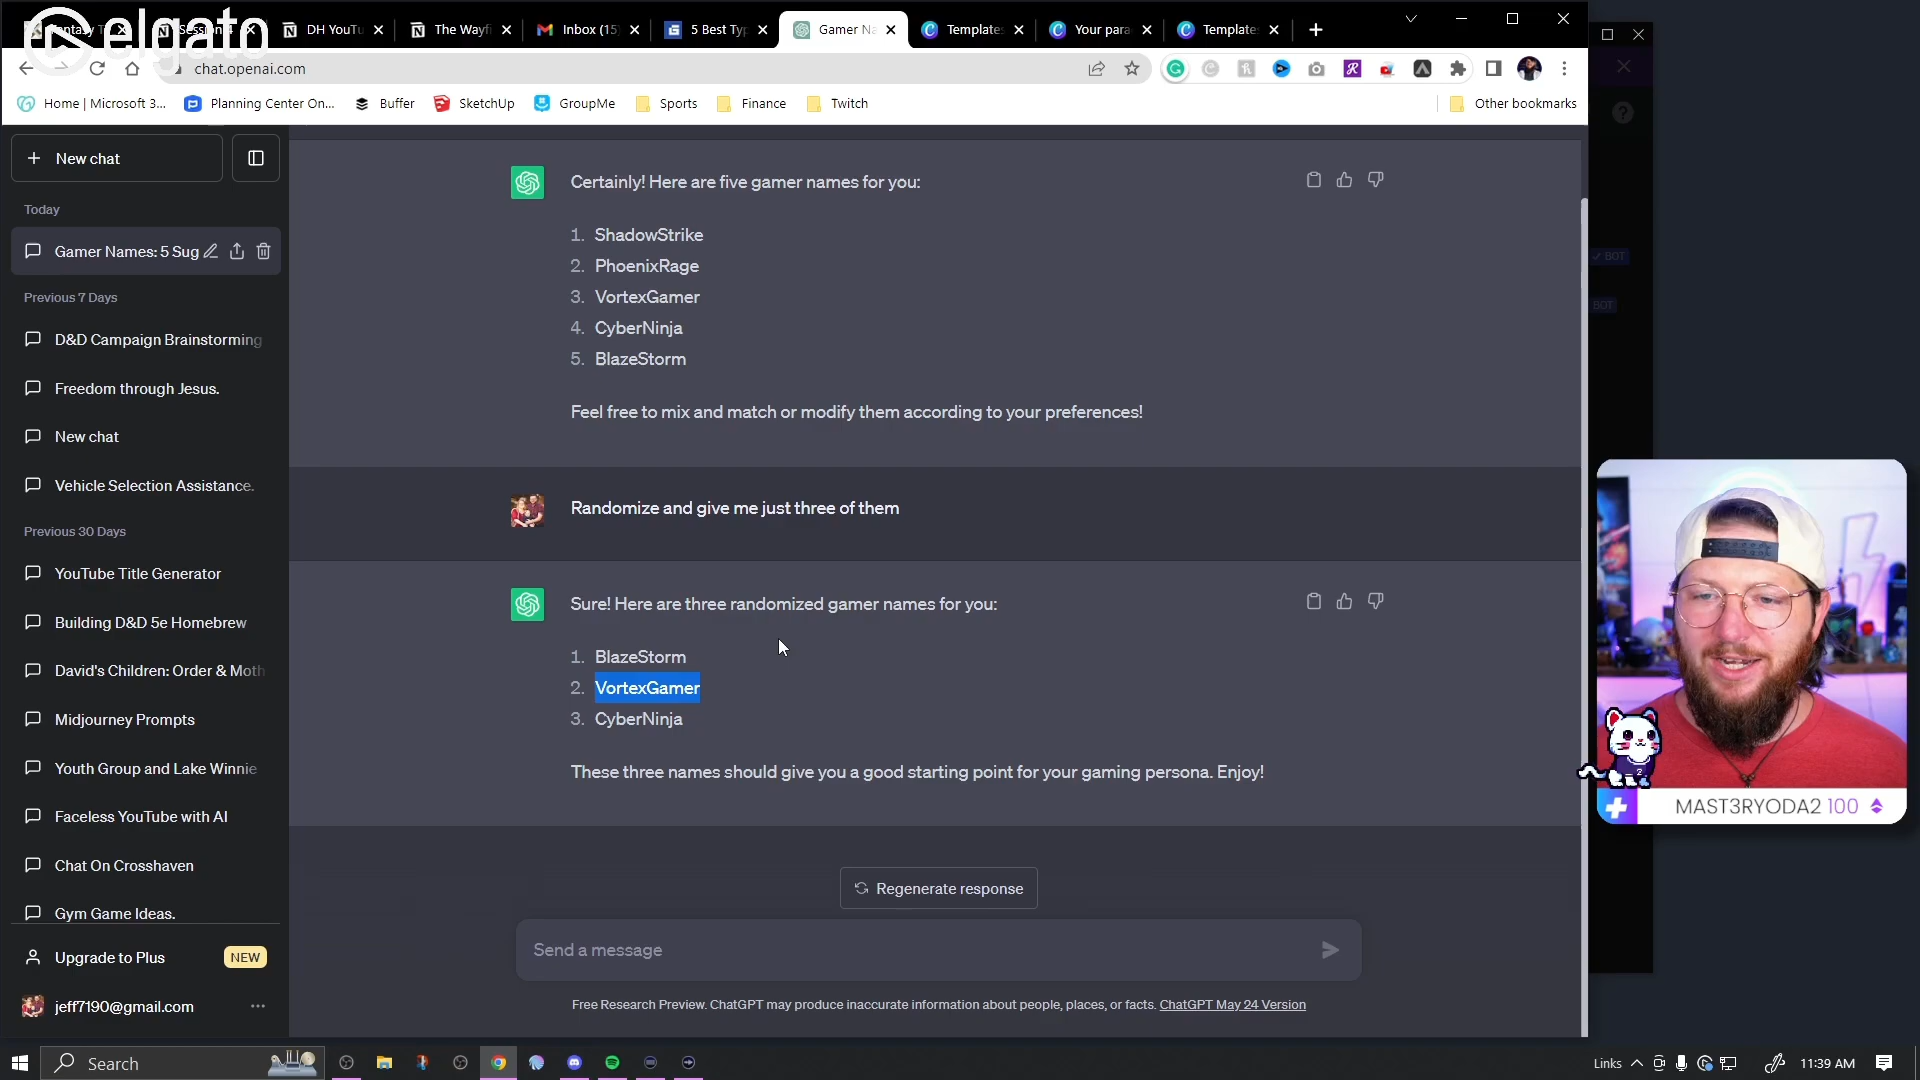 elgato
Session 4
DH YouTu
The Wayfi
Inbox (15
5 Best Typ
Gamer Na
Template
Your para
Template
chat.openai.com
Home | Microsoft 3...
Planning Center On...
Buffer
SketchUp
GroupMe
Sports
Finance
Twitch
Other bookmarks
New chat
Today
Gamer Names: 5 Sug
Previous 7 Days
D&D Campaign Brainstorming
Freedom through Jesus.
New chat
Vehicle Selection Assistance.
Previous 30 Days
YouTube Title Generator
Building D&D 5e Homebrew
David's Children: Order & Moth
Midjourney Prompts
Youth Group and Lake Winnie
Faceless YouTube with AI
Chat On Crosshaven
Gym Game Ideas.
Upgrade to Plus
NEW
jeff7190@gmail.com
Certainly! Here are five gamer names for you:
1. ShadowStrike
2. PhoenixRage
3. VortexGamer
4. CyberNinja
5. BlazeStorm
Feel free to mix and match or modify them according to your preferences!
Randomize and give me just three of them
Sure! Here are three randomized gamer names for you:
1. BlazeStorm
2. VortexGamer
3. CyberNinja
These three names should give you a good starting point for your gaming persona. Enjoy!
Regenerate response
Send a message
Free Research Preview. ChatGPT may produce inaccurate information about people, places, or facts. ChatGPT May 24 Version
BOT
BOT
MAST3RYODA2 100
Search
Links
11:39 AM